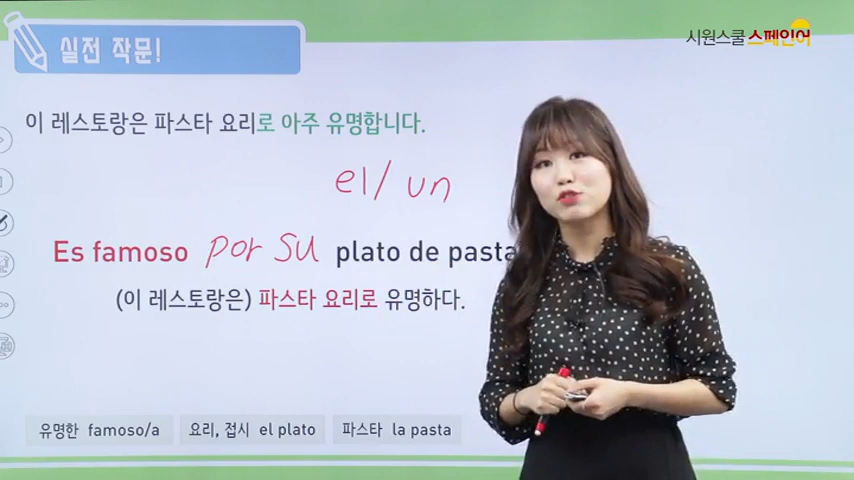 실전 작문!
시원스쿨 스페인어
이 레스토랑은 파스타 요리로 아주 유명합니다.
el/ un
Es famoso por su plato de pasta
(이 레스토랑은) 파스타 요리로 유명하다.
유명한 famoso/a
요리, 접시 el plato
파스타 la pasta